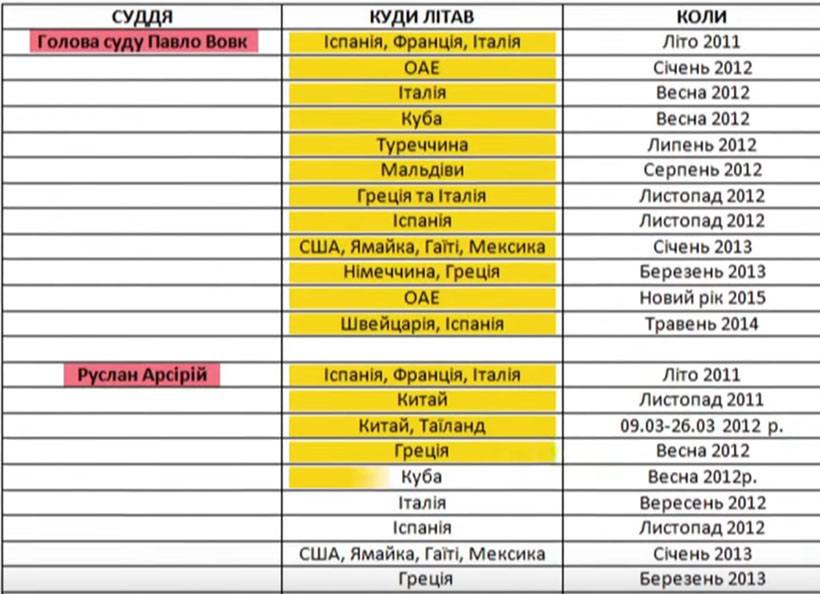 СУДДЯ КУДИ ЛІТАВ КОЛИ
Голова суду Павло Вовк Іспанія, Франція, Італія Літо 2011
ОАЕ Січень 2012
Італія Весна 2012
Куба Весна 2012
Туреччина Липень 2012
Мальдіви Серпень 2012
Греція та Італія Листопад 2012
Іспанія Листопад 2012
США, Ямайка, Гаїті, Мексика Січень 2013
Німеччина, Греція Березень 2013
ОАЕ Новий рік 2015
Швейцарія, Іспанія Травень 2014
Руслан Арсірій Іспанія, Франція, Італія Літо 2011
Китай Листопад 2011
Китай, Таїланд 09.03-26.03 2012 р.
Греція Весна 2012
Куба Весна 2012р.
Італія Вересень 2012
Іспанія Листопад 2012
США, Ямайка, Гаїті, Мексика Січень 2013
Греція Березень 2013